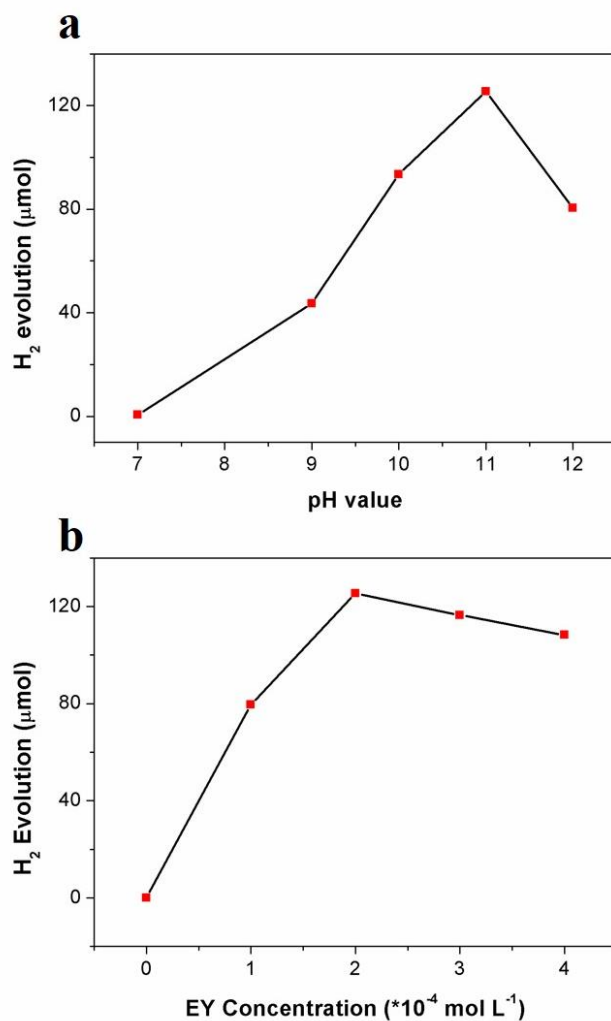 a
H₂ evolution (μmol)
120
80
40
0
7 8 9 10 11 12
pH value
b
H₂ Evolution (μmol)
120
80
40
0
0 1 2 3 4
EY Concentration (*10⁻⁴ mol L⁻¹)